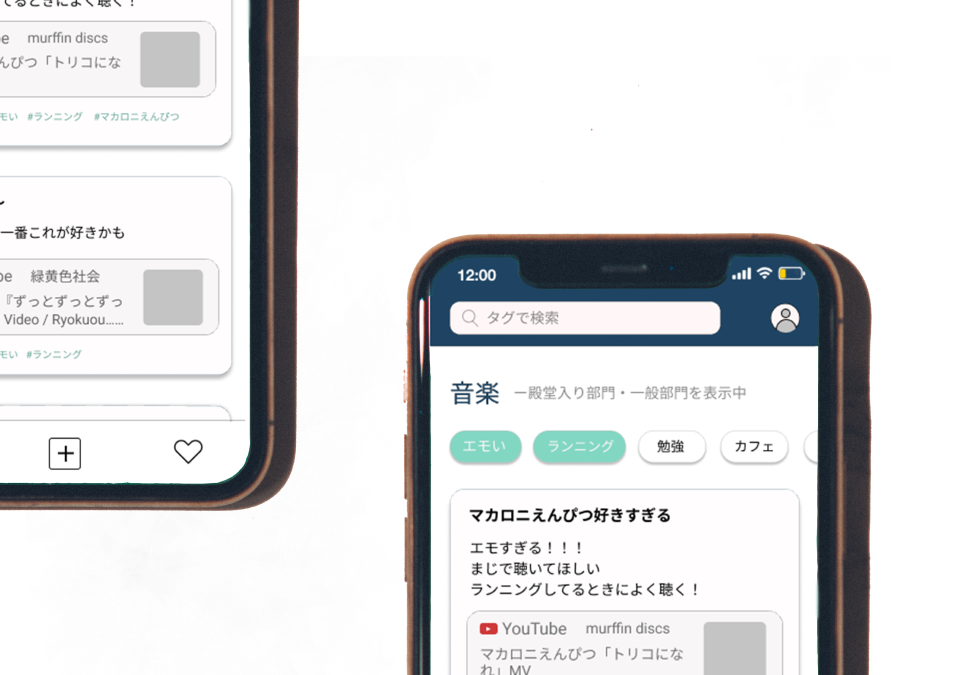 てるときによく聴く！
murffin discs
んぴつ「トリコにな
#ランニング #マカロニえんぴつ
一番これが好きかも
緑黄色社会
『ずっとずっとずっ
Video / Ryokuou......
#ランニング
12:00
タグで検索
音楽 ー殿堂入り部門・一般部門を表示中
エモい ランニング 勉強 カフェ
マカロニえんぴつ好きすぎる
エモすぎる！！！
まじで聴いてほしい
ランニングしてるときによく聴く！
YouTube murffin discs
マカロニえんぴつ「トリコにな
れ」MV